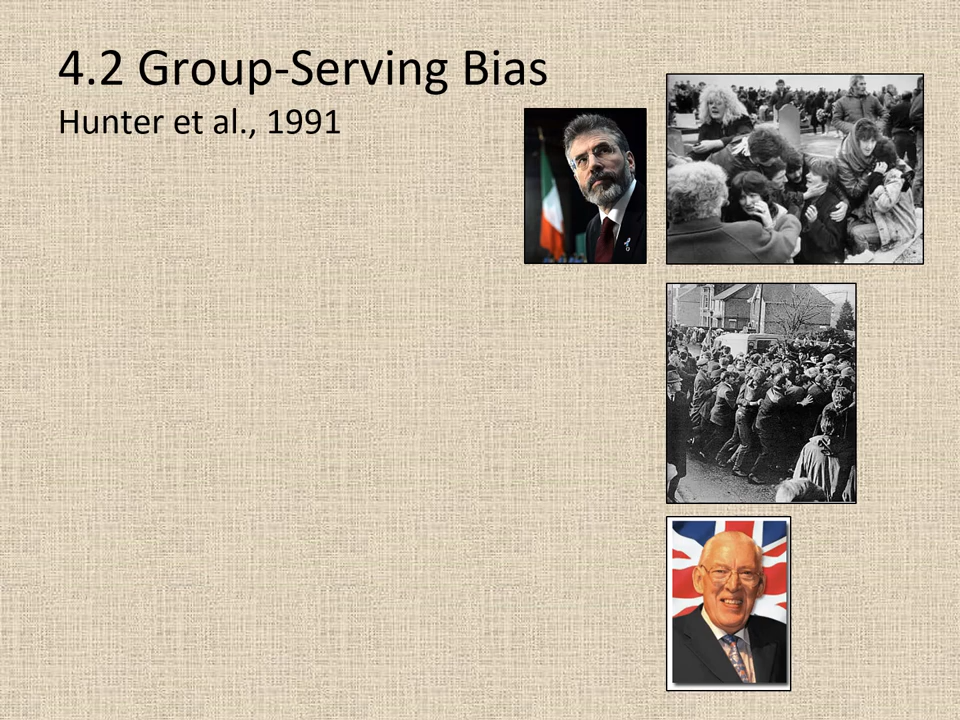 4.2 Group-Serving Bias
Hunter et al., 1991